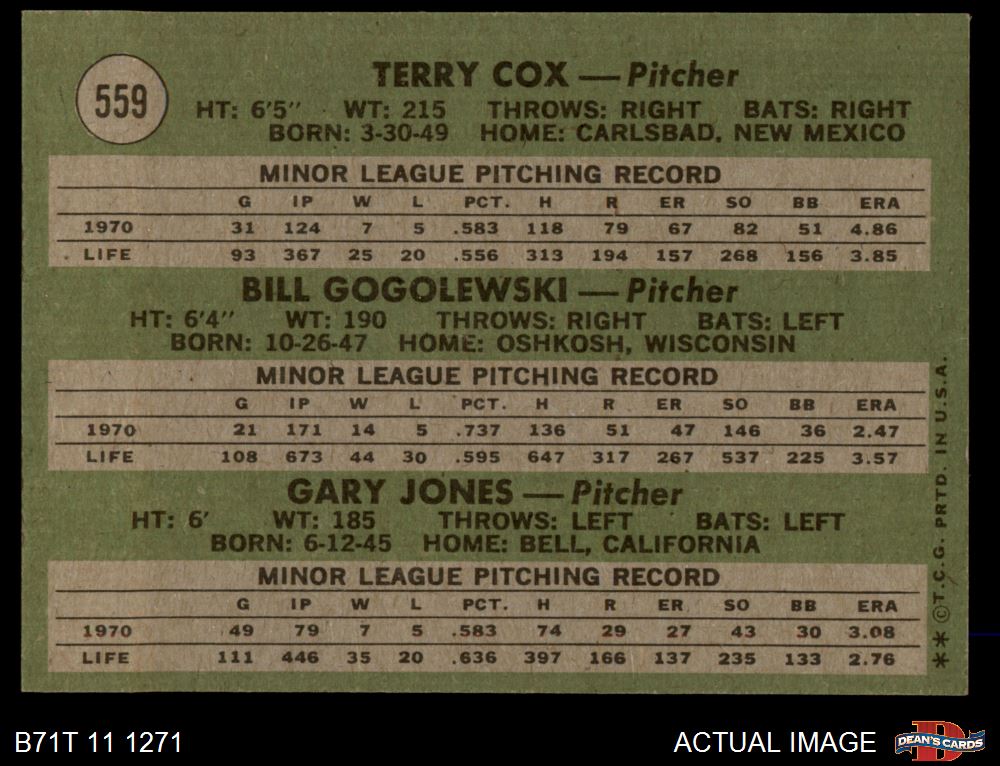 559
TERRY COX — Pitcher
HT: 6'5" WT: 215 THROWS: RIGHT BATS: RIGHT
BORN: 3-30-49 HOME: CARLSBAD, NEW MEXICO
MINOR LEAGUE PITCHING RECORD
G IP W L PCT. H R ER SO BB ERA
1970 31 124 7 5 .583 118 79 67 82 51 4.86
LIFE 93 367 25 20 .556 313 194 157 268 156 3.85
BILL GOGOLEWSKI — Pitcher
HT: 6'4" WT: 190 THROWS: RIGHT BATS: LEFT
BORN: 10-26-47 HOME: OSHKOSH, WISCONSIN
MINOR LEAGUE PITCHING RECORD
G IP W L PCT. H R ER SO BB ERA
1970 21 171 14 5 .737 136 51 47 146 36 2.47
LIFE 108 673 44 30 .595 647 317 267 537 225 3.57
GARY JONES — Pitcher
HT: 6' WT: 185 THROWS: LEFT BATS: LEFT
BORN: 6-12-45 HOME: BELL, CALIFORNIA
MINOR LEAGUE PITCHING RECORD
G IP W L PCT. H R ER SO BB ERA
1970 49 79 7 5 .583 74 29 27 43 30 3.08
LIFE 111 446 35 20 .636 397 166 137 235 133 2.76
** ©T.C.G. PRTD. IN U.S.A.
B71T 11 1271
ACTUAL IMAGE
DEAN'S CARDS